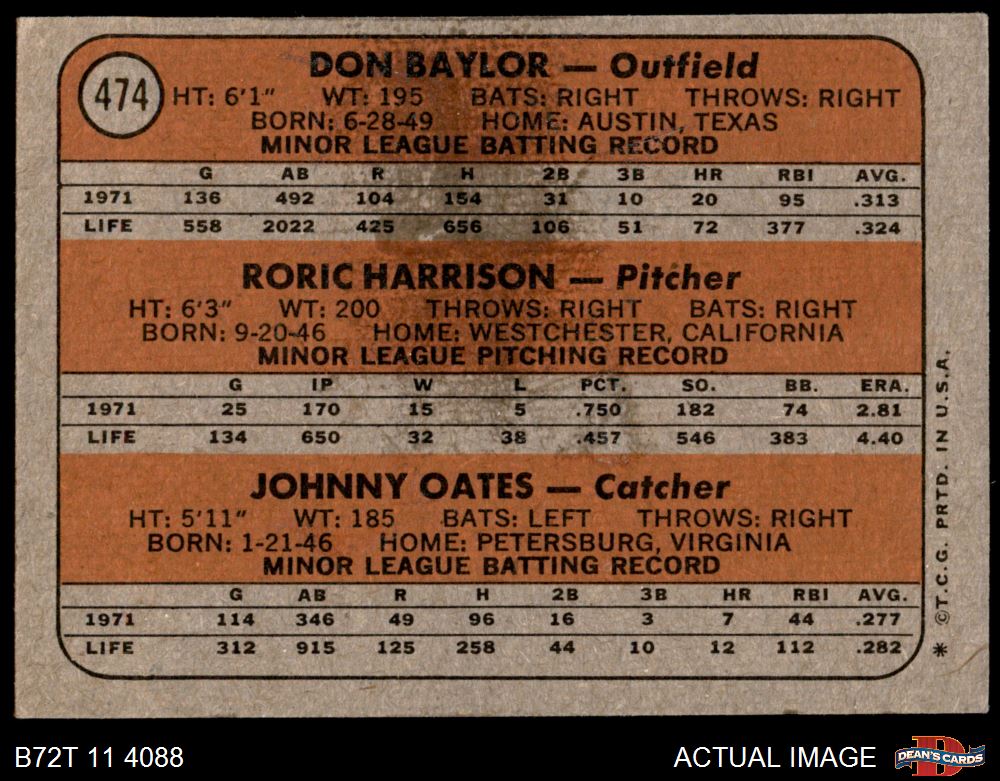 474
DON BAYLOR — Outfield
HT: 6'1" WT: 195 BATS: RIGHT THROWS: RIGHT
BORN: 6-28-49 HOME: AUSTIN, TEXAS
MINOR LEAGUE BATTING RECORD
G AB R H 2B 3B HR RBI AVG.
1971 136 492 104 154 31 10 20 95 .313
LIFE 558 2022 425 656 106 51 72 377 .324
RORIC HARRISON — Pitcher
HT: 6'3" WT: 200 THROWS: RIGHT BATS: RIGHT
BORN: 9-20-46 HOME: WESTCHESTER, CALIFORNIA
MINOR LEAGUE PITCHING RECORD
G IP W L PCT. SO. BB. ERA.
1971 25 170 15 5 .750 182 74 2.81
LIFE 134 650 32 38 .457 546 383 4.40
JOHNNY OATES — Catcher
HT: 5'11" WT: 185 BATS: LEFT THROWS: RIGHT
BORN: 1-21-46 HOME: PETERSBURG, VIRGINIA
MINOR LEAGUE BATTING RECORD
G AB R H 2B 3B HR RBI AVG.
1971 114 346 49 96 16 3 7 44 .277
LIFE 312 915 125 258 44 10 12 112 .282
* ©T.C.G. PRTD. IN U.S.A.
B72T 11 4088
ACTUAL IMAGE
D
DEAN'S CARDS